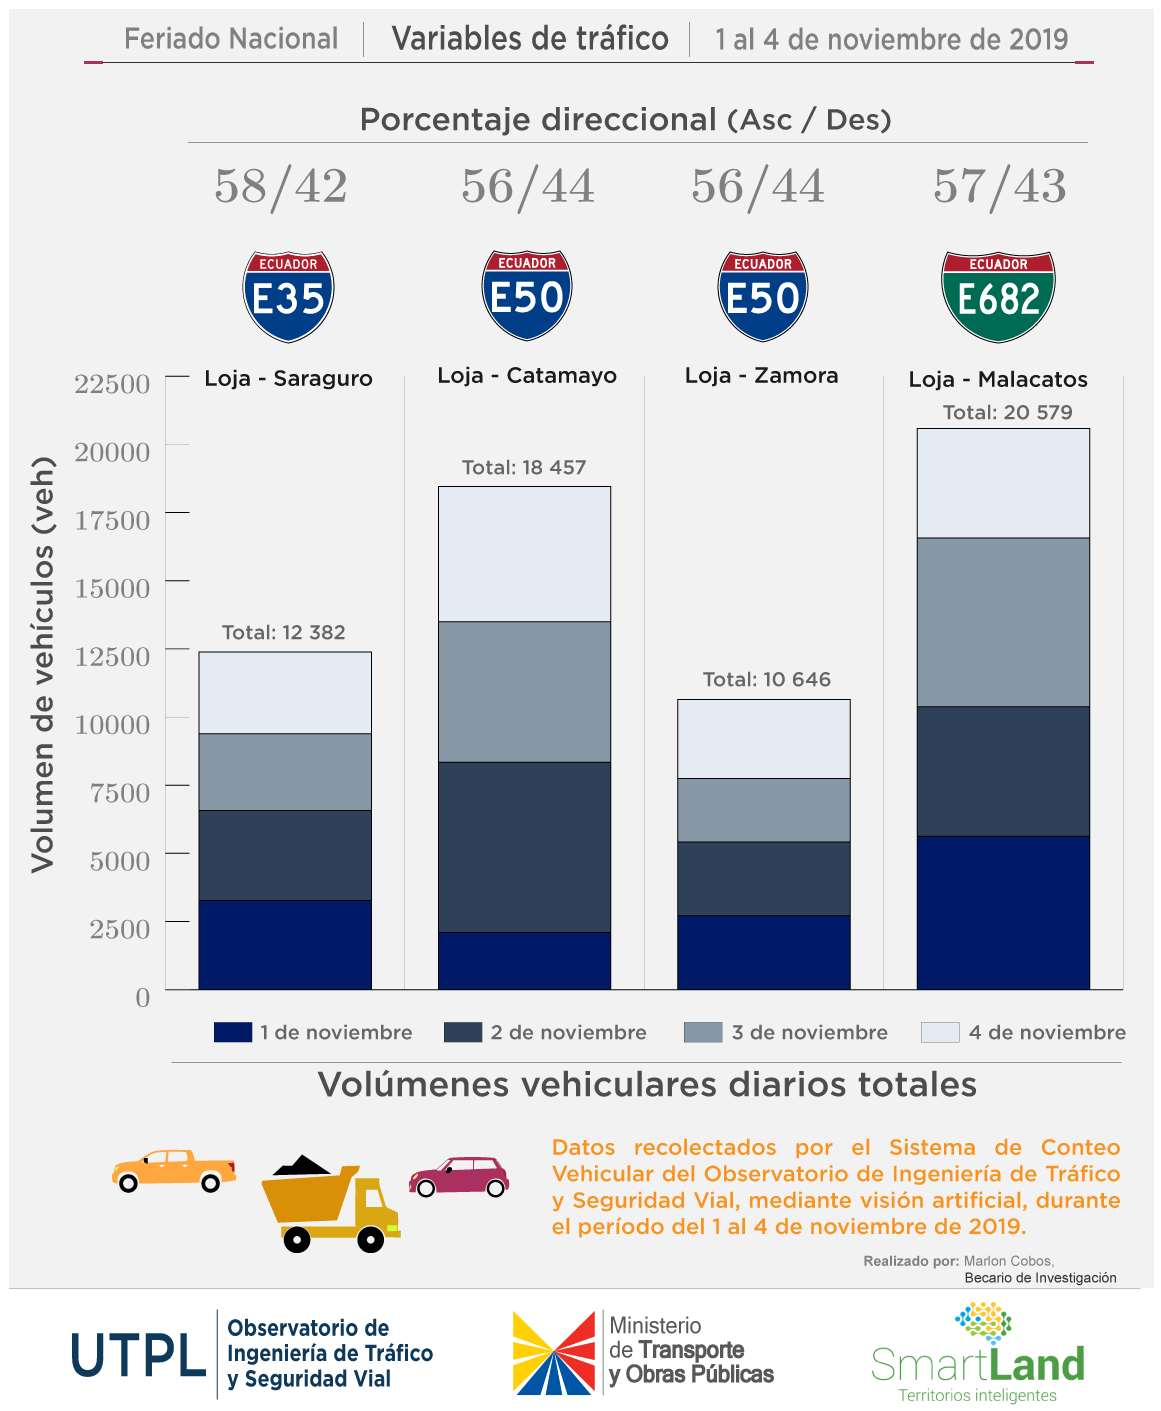 Feriado Nacional
Variables de tráfico
1 al 4 de noviembre de 2019
Porcentaje direccional (Asc / Des)
58/42
56/44
56/44
57/43
ECUADOR
E35
ECUADOR
E50
ECUADOR
E50
ECUADOR
E682
Loja - Saraguro
Loja - Catamayo
Loja - Zamora
Loja - Malacatos
Volumen de vehículos (veh)
22500
20000
17500
15000
12500
10000
7500
5000
2500
0
Total: 12 382
Total: 18 457
Total: 10 646
Total: 20 579
1 de noviembre
2 de noviembre
3 de noviembre
4 de noviembre
Volúmenes vehiculares diarios totales
Datos recolectados por el Sistema de Conteo
Vehicular del Observatorio de Ingeniería de Tráfico
y Seguridad Vial, mediante visión artificial, durante
el período del 1 al 4 de noviembre de 2019.
Realizado por: Marlon Cobos,
Becario de Investigación
UTPL
Observatorio de
Ingeniería de Tráfico
y Seguridad Vial
Ministerio
de Transporte
y Obras Públicas
SmartLand
Territorios inteligentes